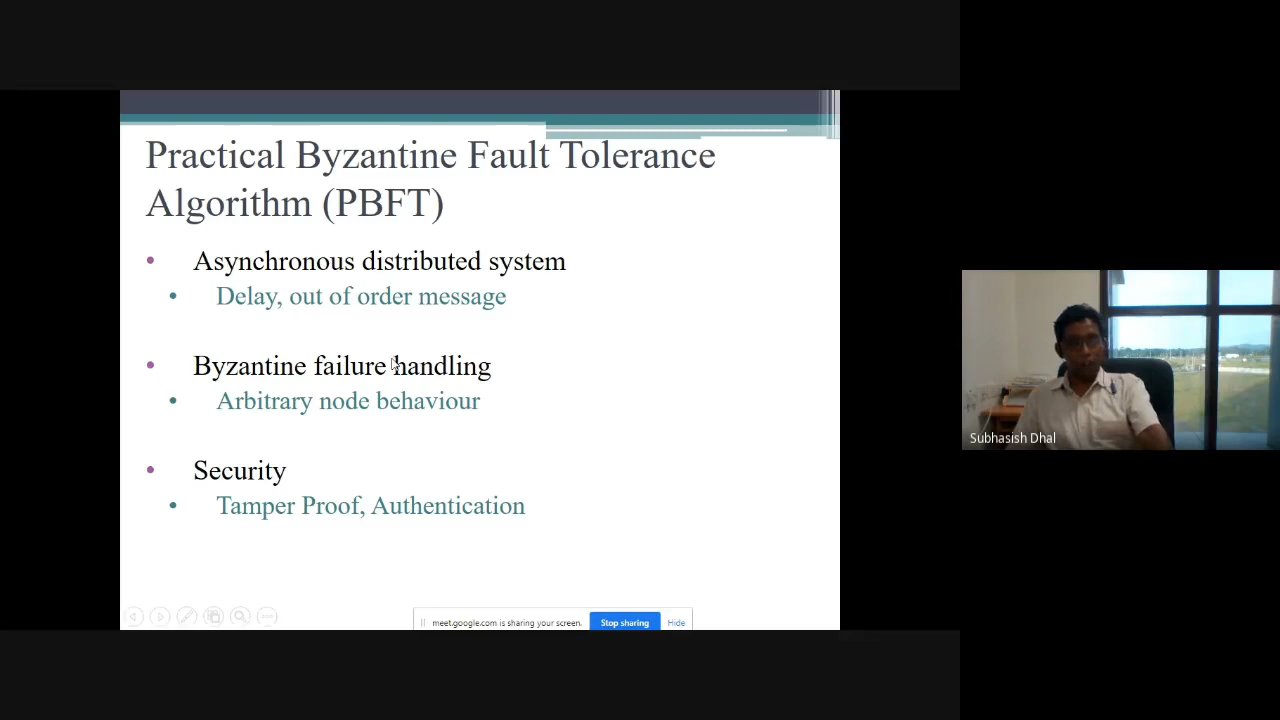 Practical Byzantine Fault Tolerance
Algorithm (PBFT)
• Asynchronous distributed system
• Delay, out of order message
• Byzantine failure handling
• Arbitrary node behaviour
• Security
• Tamper Proof, Authentication
meet.google.com is sharing your screen. Stop sharing Hide
Subhasish Dhal